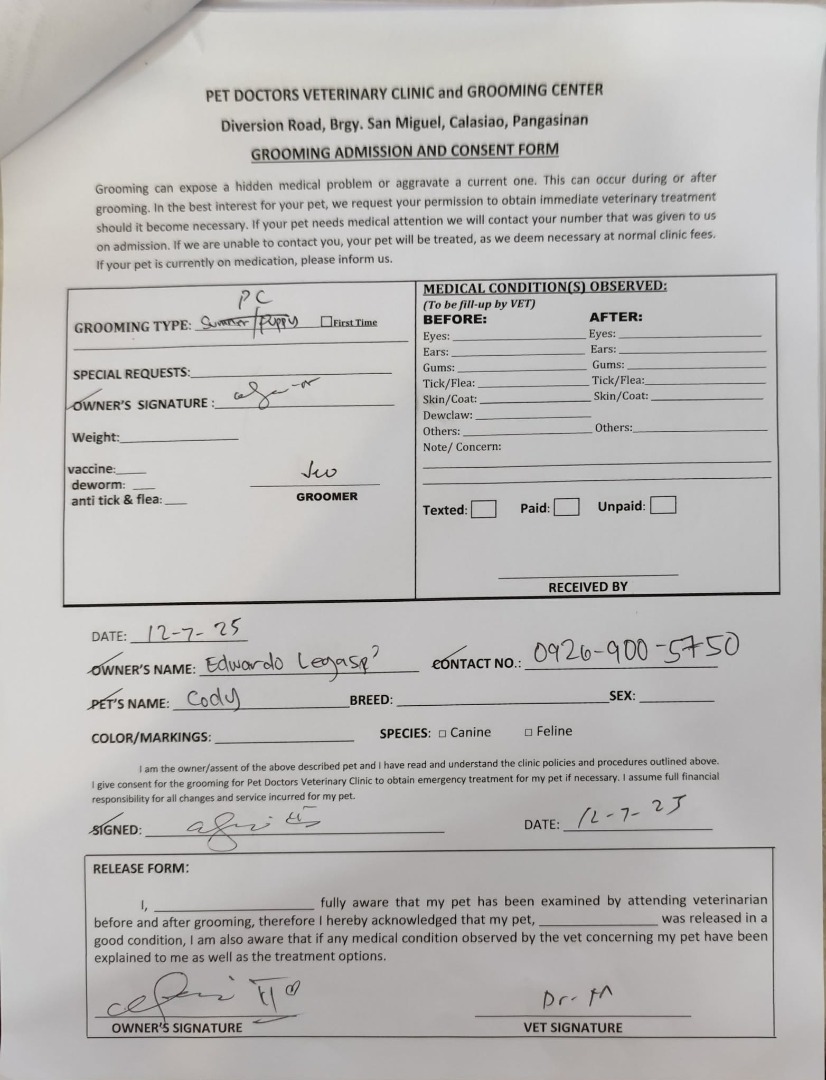 PET DOCTORS VETERINARY CLINIC and GROOMING CENTER
Diversion Road, Brgy. San Miguel, Calasiao, Pangasinan
GROOMING ADMISSION AND CONSENT FORM
Grooming can expose a hidden medical problem or aggravate a current one. This can occur during or after
grooming. In the best interest for your pet, we request your permission to obtain immediate veterinary treatment
should it become necessary. If your pet needs medical attention we will contact your number that was given to us
on admission. If we are unable to contact you, your pet will be treated, as we deem necessary at normal clinic fees.
If your pet is currently on medication, please inform us.
PC
GROOMING TYPE: Summer/puppy First Time
SPECIAL REQUESTS:
OWNER'S SIGNATURE :
Weight:
vaccine:
deworm:
anti tick & flea:
GROOMER
MEDICAL CONDITION(S) OBSERVED:
(To be fill-up by VET)
BEFORE: AFTER:
Eyes: Eyes:
Ears: Ears:
Gums: Gums:
Tick/Flea: Tick/Flea:
Skin/Coat: Skin/Coat:
Dewclaw:
Others: Others:
Note/ Concern:
Texted: Paid: Unpaid:
RECEIVED BY
DATE: 12-7-25
OWNER'S NAME: Edwardo Legaspi CONTACT NO.: 0926-900-5750
PET'S NAME: Cody BREED: SEX:
COLOR/MARKINGS: SPECIES: Canine Feline
I am the owner/assent of the above described pet and I have read and understand the clinic policies and procedures outlined above.
I give consent for the grooming for Pet Doctors Veterinary Clinic to obtain emergency treatment for my pet if necessary. I assume full financial
responsibility for all changes and service incurred for my pet.
SIGNED: DATE: 12-7-25
RELEASE FORM:
I, fully aware that my pet has been examined by attending veterinarian
before and after grooming, therefore I hereby acknowledged that my pet, was released in a
good condition, I am also aware that if any medical condition observed by the vet concerning my pet have been
explained to me as well as the treatment options.
Dr.
OWNER'S SIGNATURE VET SIGNATURE